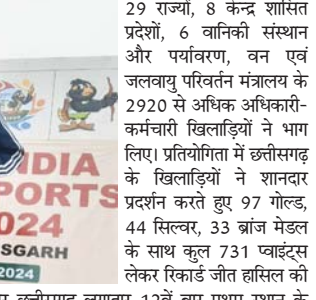 NDIA
PORTS
024
SGARH
2024
29 राज्यों, 8 केन्द्र शासित
प्रदेशों, 6 वानिकी संस्थान
और पर्यावरण, वन एवं
जलवायु परिवर्तन मंत्रालय के
2920 से अधिक अधिकारी-
कर्मचारी खिलाड़ियों ने भाग
लिए। प्रतियोगिता में छत्तीसगढ़
के खिलाड़ियों ने शानदार
प्रदर्शन करते हुए 97 गोल्ड,
44 सिल्वर, 33 ब्रांज मेडल
के साथ कुल 731 प्वाइंट्स
लेकर रिकार्ड जीत हासिल की